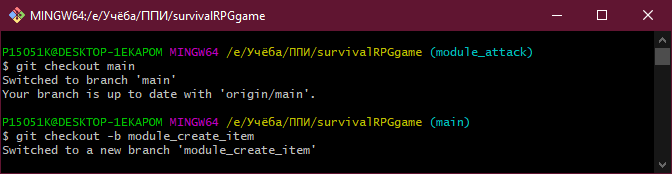 MINGW64:/e/Учёба/ППИ/survivalRPGgame
P15051K@DESKTOP-1EKAPOM MINGW64 /e/Учёба/ППИ/survivalRPGgame (module_attack)
$ git checkout main
Switched to branch 'main'
Your branch is up to date with 'origin/main'.
P15051K@DESKTOP-1EKAPOM MINGW64 /e/Учёба/ППИ/survivalRPGgame (main)
$ git checkout -b module_create_item
Switched to a new branch 'module_create_item'